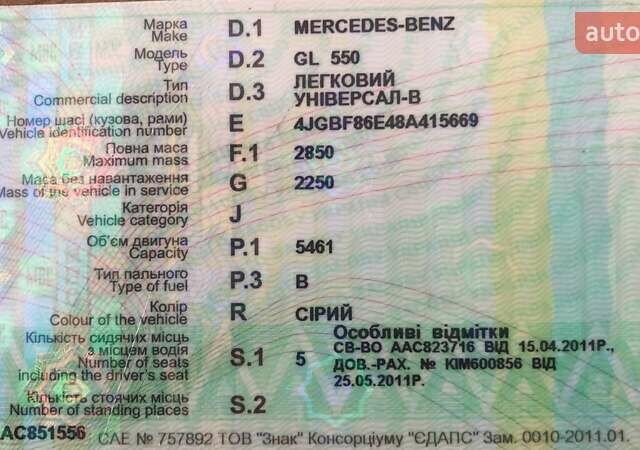 auto
Марка
Make D.1 MERCEDES-BENZ
Модель
Type D.2 GL 550
Тип
Commercial description D.3 ЛЕГКОВИЙ
УНІВЕРСАЛ-В
Номер шасі (кузова, рами)
Vehicle identification number E 4JGBF86E48A415669
Повна маса
Maximum mass F.1 2850
Маса без навантаження
Mass of the vehicle in service G 2250
Категорія
Vehicle category J
Об'єм двигуна
Capacity P.1 5461
Тип пального
Type of fuel P.3 B
Колір
Colour of the vehicle R СІРИЙ
Кількість сидячих місць
з місцем водія
Number of seats
including the driver's seat S.1 5
Особливі відмітки
СВ-ВО ААС823716 ВІД 15.04.2011Р.,
ДОВ.-РАХ. № КІМ600856 ВІД
25.05.2011Р.
Кількість стоячих місць
Number of standing places S.2
АС851556
САЕ № 757892 ТОВ "Знак" Консорціуму "ЄДАПС" Зам. 0010-2011.01.